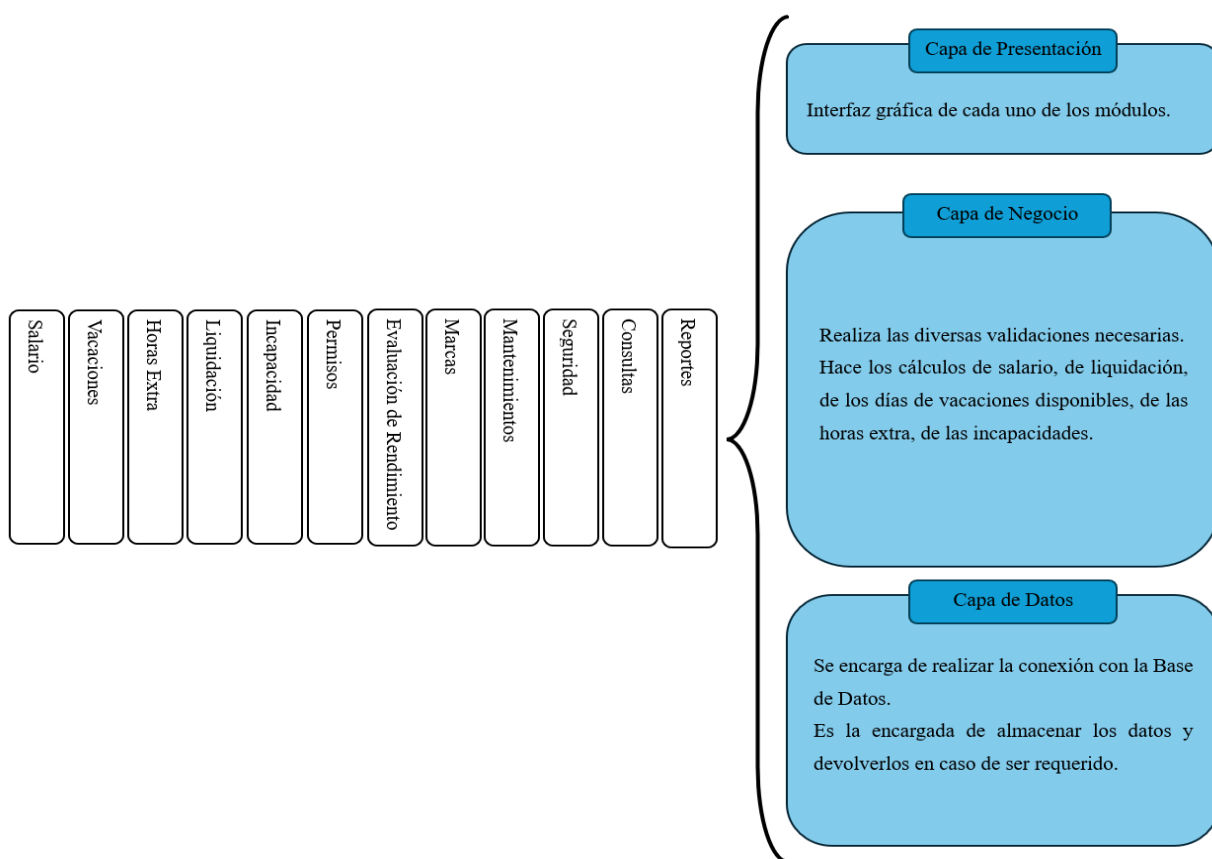 Salario
Vacaciones
Horas Extra
Liquidación
Incapacidad
Permisos
Evaluación de Rendimiento
Marcas
Mantenimientos
Seguridad
Consultas
Reportes
Capa de Presentación
Interfaz gráfica de cada uno de los módulos.
Capa de Negocio
Realiza las diversas validaciones necesarias.
Hace los cálculos de salario, de liquidación,
de los días de vacaciones disponibles, de las
horas extra, de las incapacidades.
Capa de Datos
Se encarga de realizar la conexión con la Base
de Datos.
Es la encargada de almacenar los datos y
devolverlos en caso de ser requerido.